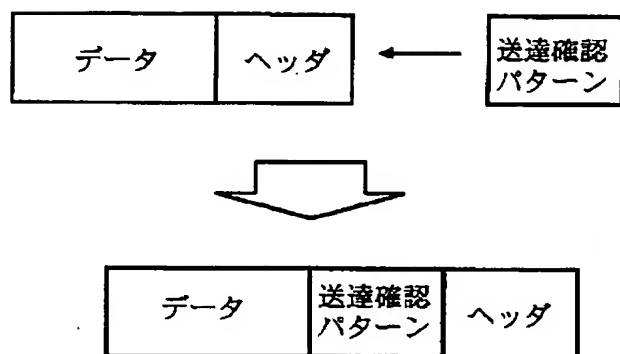 データ
ヘッダ
送達確認
パターン
データ
送達確認
パターン
ヘッダ